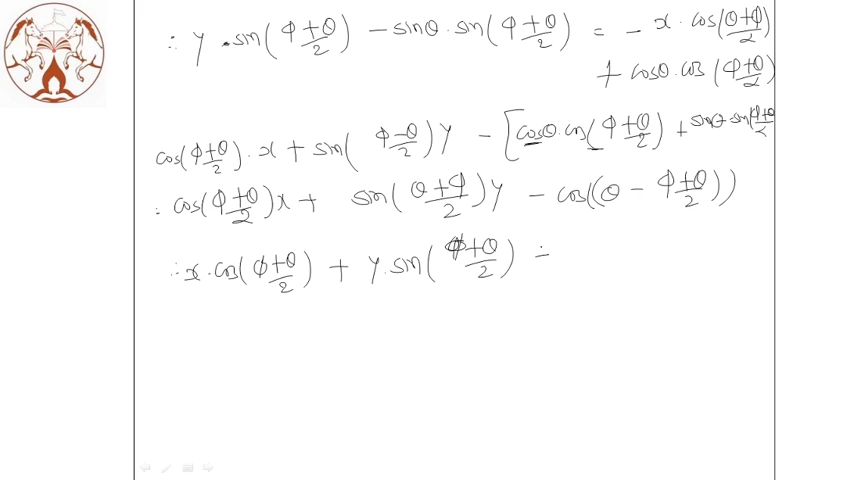 ∴ y · sin(φ+θ/2) − sinθ · sin(φ+θ/2) = − x · cos(θ+φ/2)
+ cosθ · cos(φ+θ/2)
cos(φ+θ/2) · x + sin(φ−θ/2) y − [cosθ · cos(φ+θ/2) + sinθ · sin(φ+θ/2)
∴ cos(φ+θ/2) x + sin(θ+φ/2) y − cos((θ − φ+θ/2))
∴ x · cos(φ+θ/2) + y · sin(φ+θ/2) =